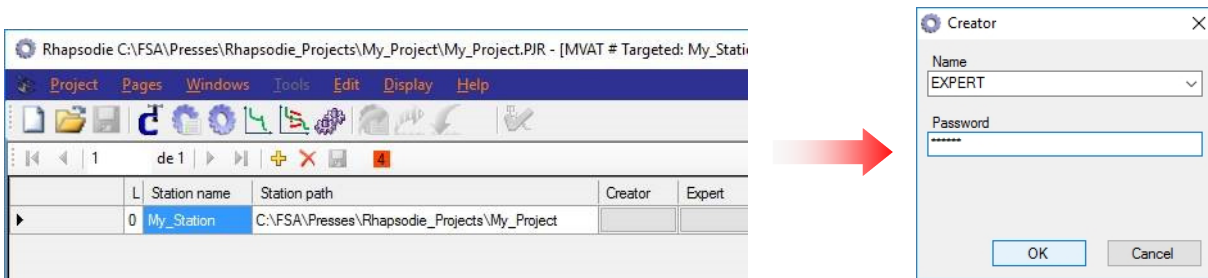 Rhapsodie C:\FSA\Presses\Rhapsodie_Projects\My_Project\My_Project.PJR - [MVAT # Targeted: My_Static
Project Pages Windows Tools Edit Display Help
1 de 1 4
L Station name Station path Creator Expert
0 My_Station C:\FSA\Presses\Rhapsodie_Projects\My_Project
Creator
Name
EXPERT
Password
******
OK Cancel